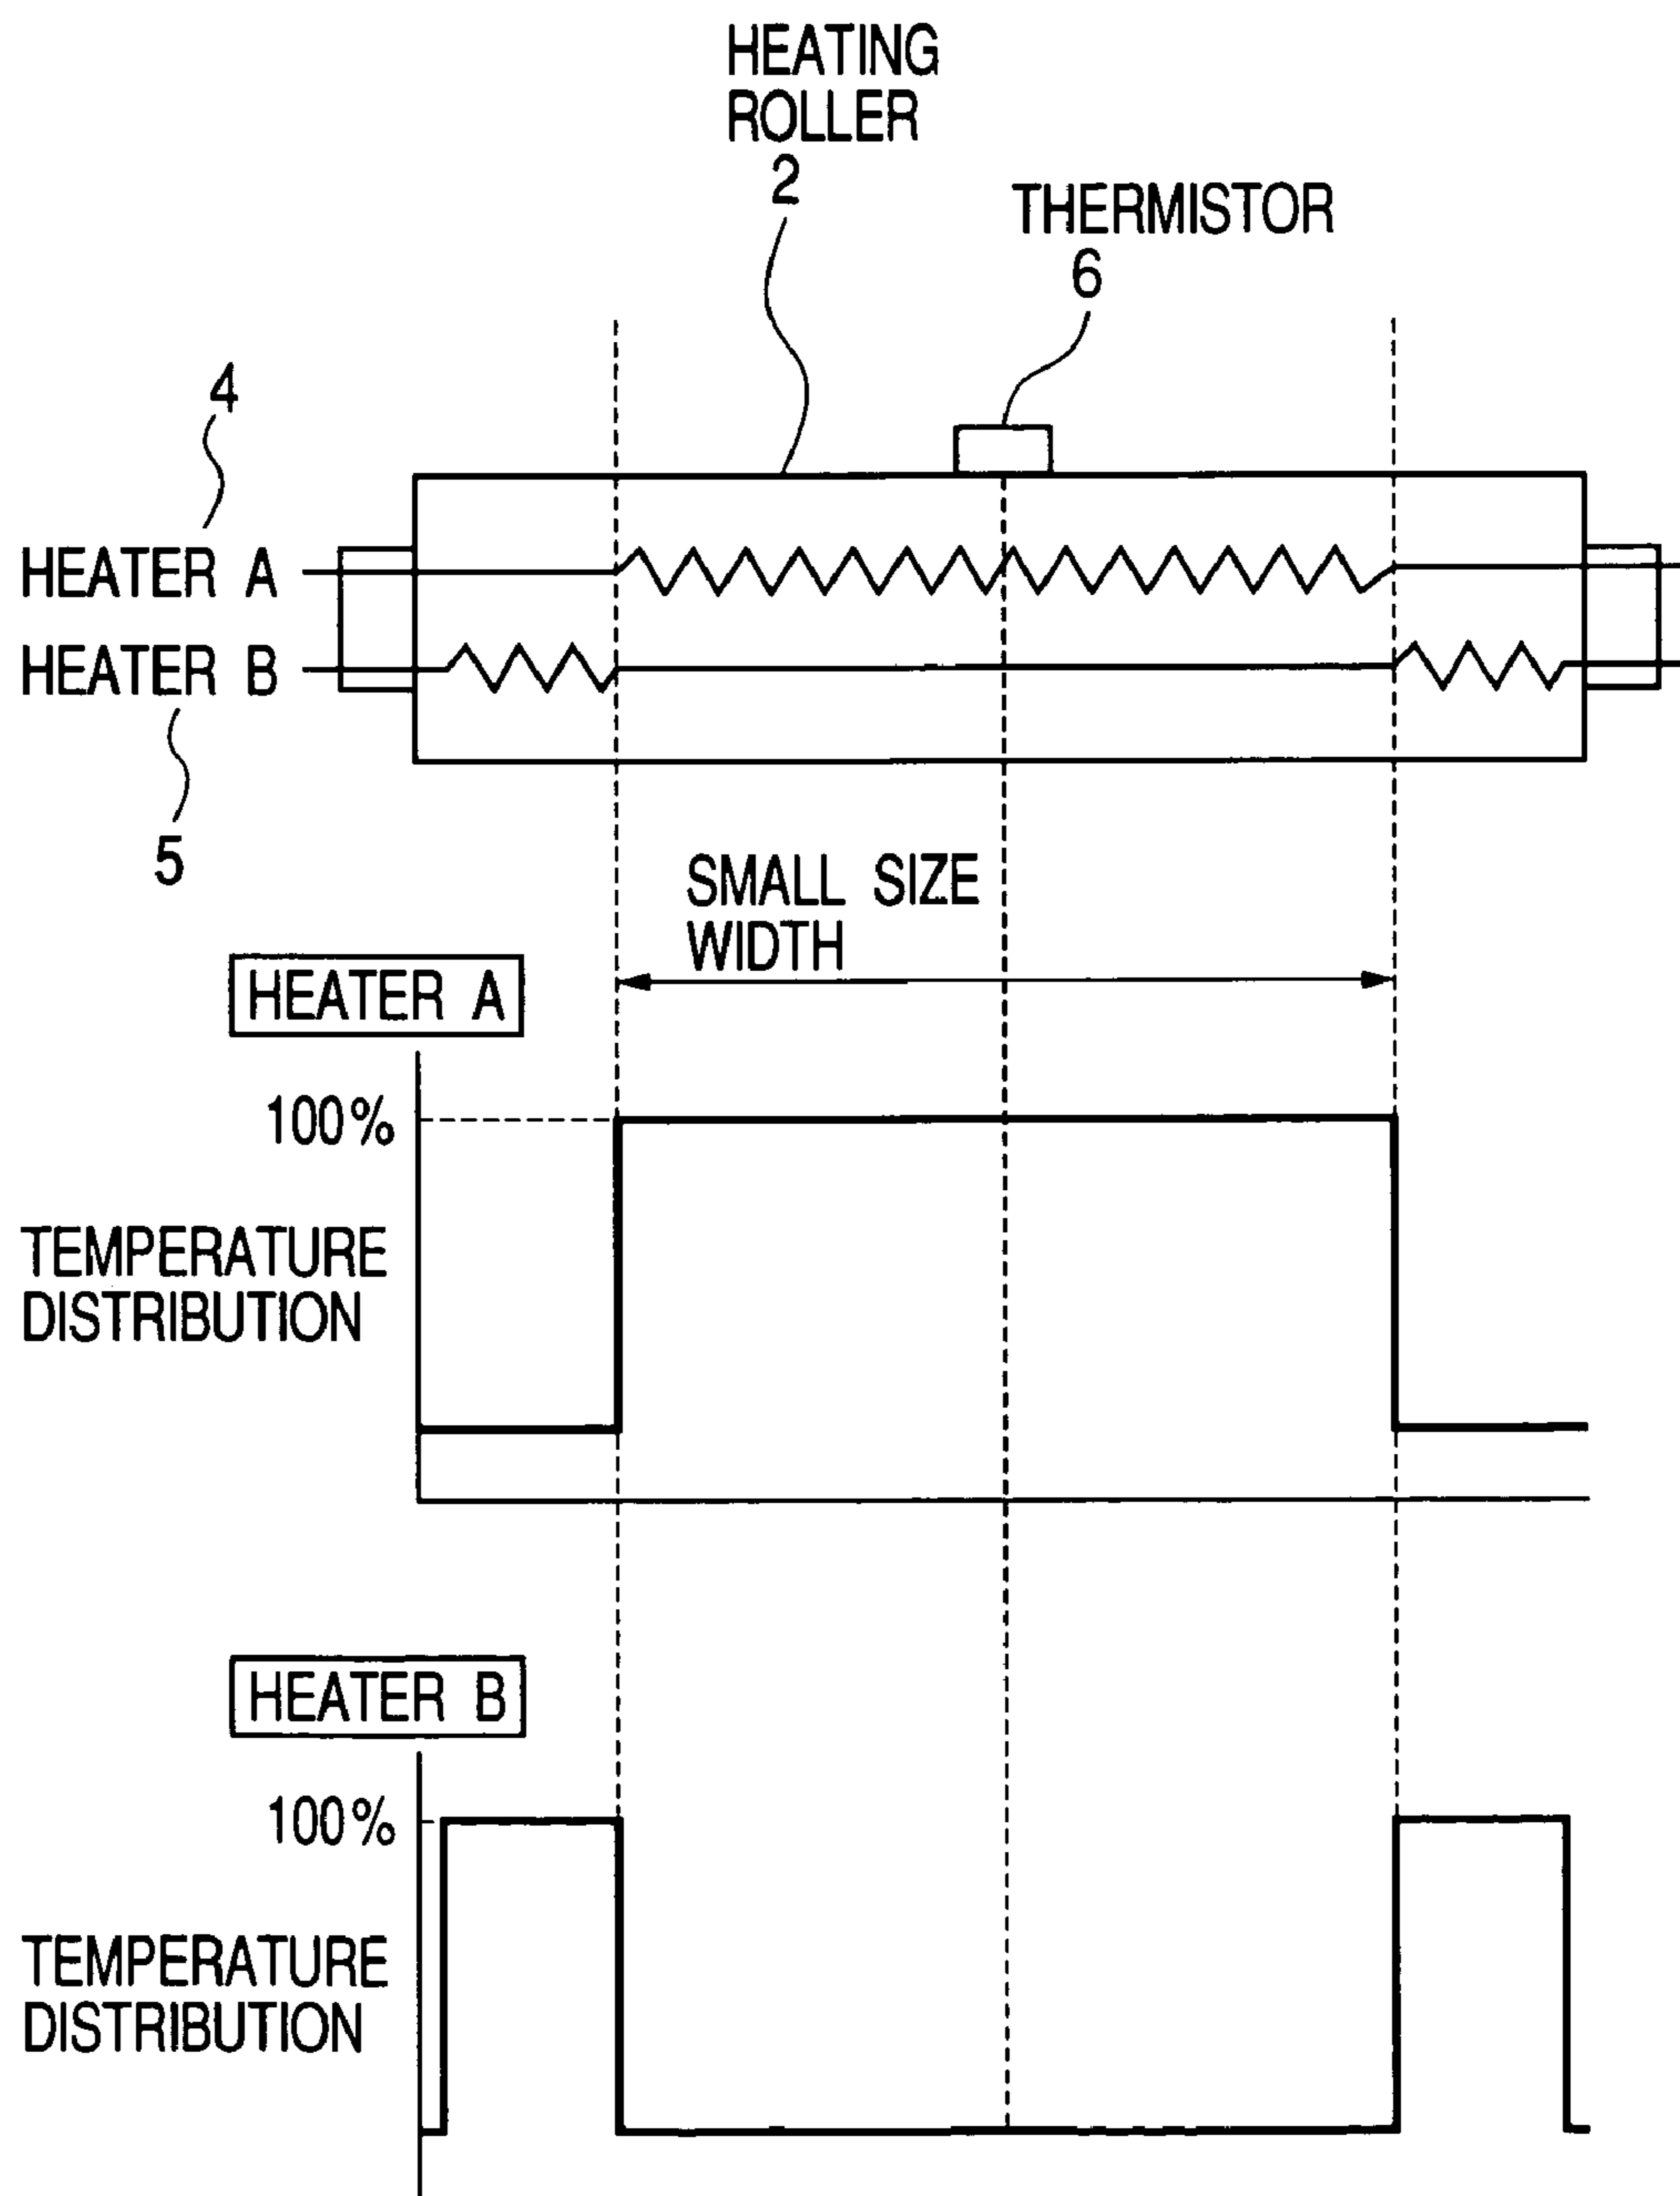 HEATING
ROLLER
2
THERMISTOR
6
4
HEATER A
HEATER B
5
SMALL SIZE
WIDTH
HEATER A
100%
TEMPERATURE
DISTRIBUTION
HEATER B
100%
TEMPERATURE
DISTRIBUTION